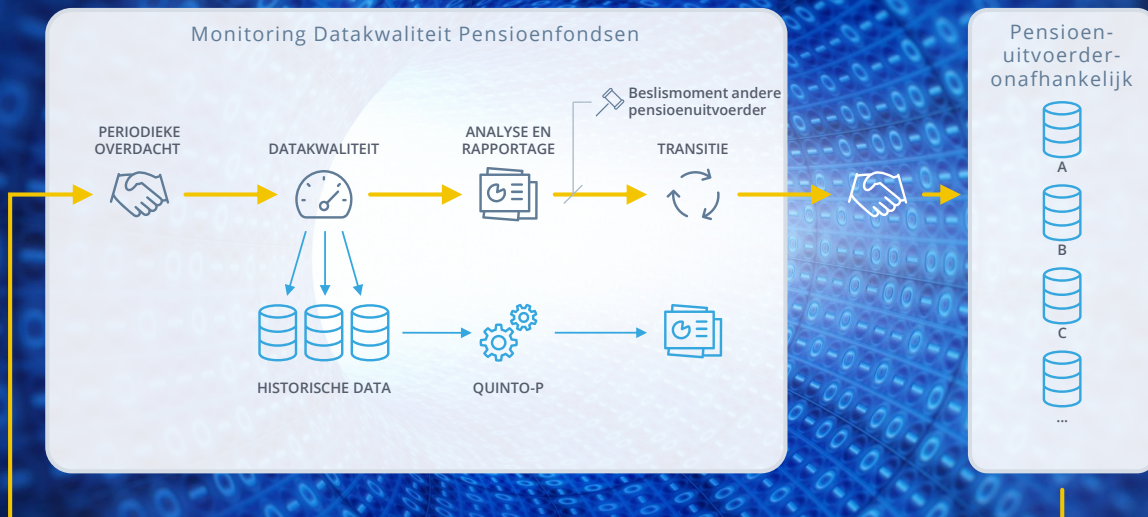 Monitoring Datakwaliteit Pensioenfondsen
Pensioen-
uitvoerder-
onafhankelijk
Beslismoment andere
pensioenuitvoerder
PERIODIEKE
OVERDACHT
DATAKWALITEIT
ANALYSE EN
RAPPORTAGE
TRANSITIE
A
B
C
...
HISTORISCHE DATA
QUINTO-P